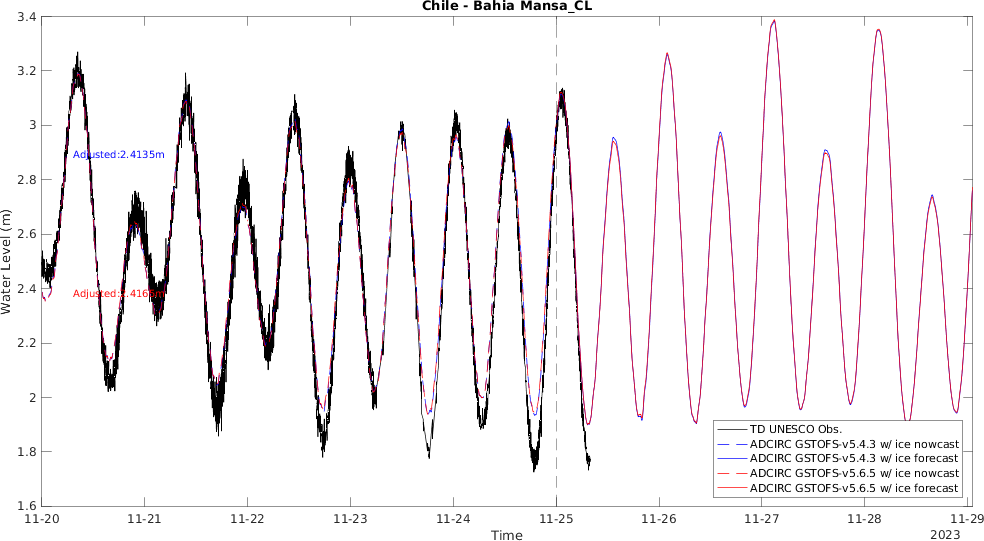 Chile - Bahia Mansa_CL
Water Level (m)
3.4
3.2
3
2.8
2.6
2.4
2.2
2
1.8
1.6
Adjusted:2.4135m
TD UNESCO Obs.
ADCIRC GSTOFS-v5.4.3 w/ ice nowcast
ADCIRC GSTOFS-v5.4.3 w/ ice forecast
ADCIRC GSTOFS-v5.6.5 w/ ice nowcast
ADCIRC GSTOFS-v5.6.5 w/ ice forecast
11-20 11-21 11-22 11-23 11-24 11-25 11-26 11-27 11-28 11-29
Time
2023